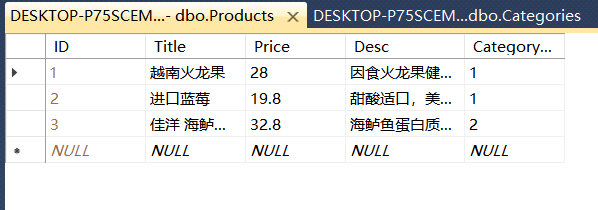 DESKTOP-P75SCEM...- dbo.Products DESKTOP-P75SCEM...dbo.Categories
ID Title Price Desc Category...
1 越南火龙果 28 因食火龙果健... 1
2 进口蓝莓 19.8 甜酸适口，美... 1
3 佳洋 海鲈... 32.8 海鲈鱼蛋白质... 2
NULL NULL NULL NULL NULL